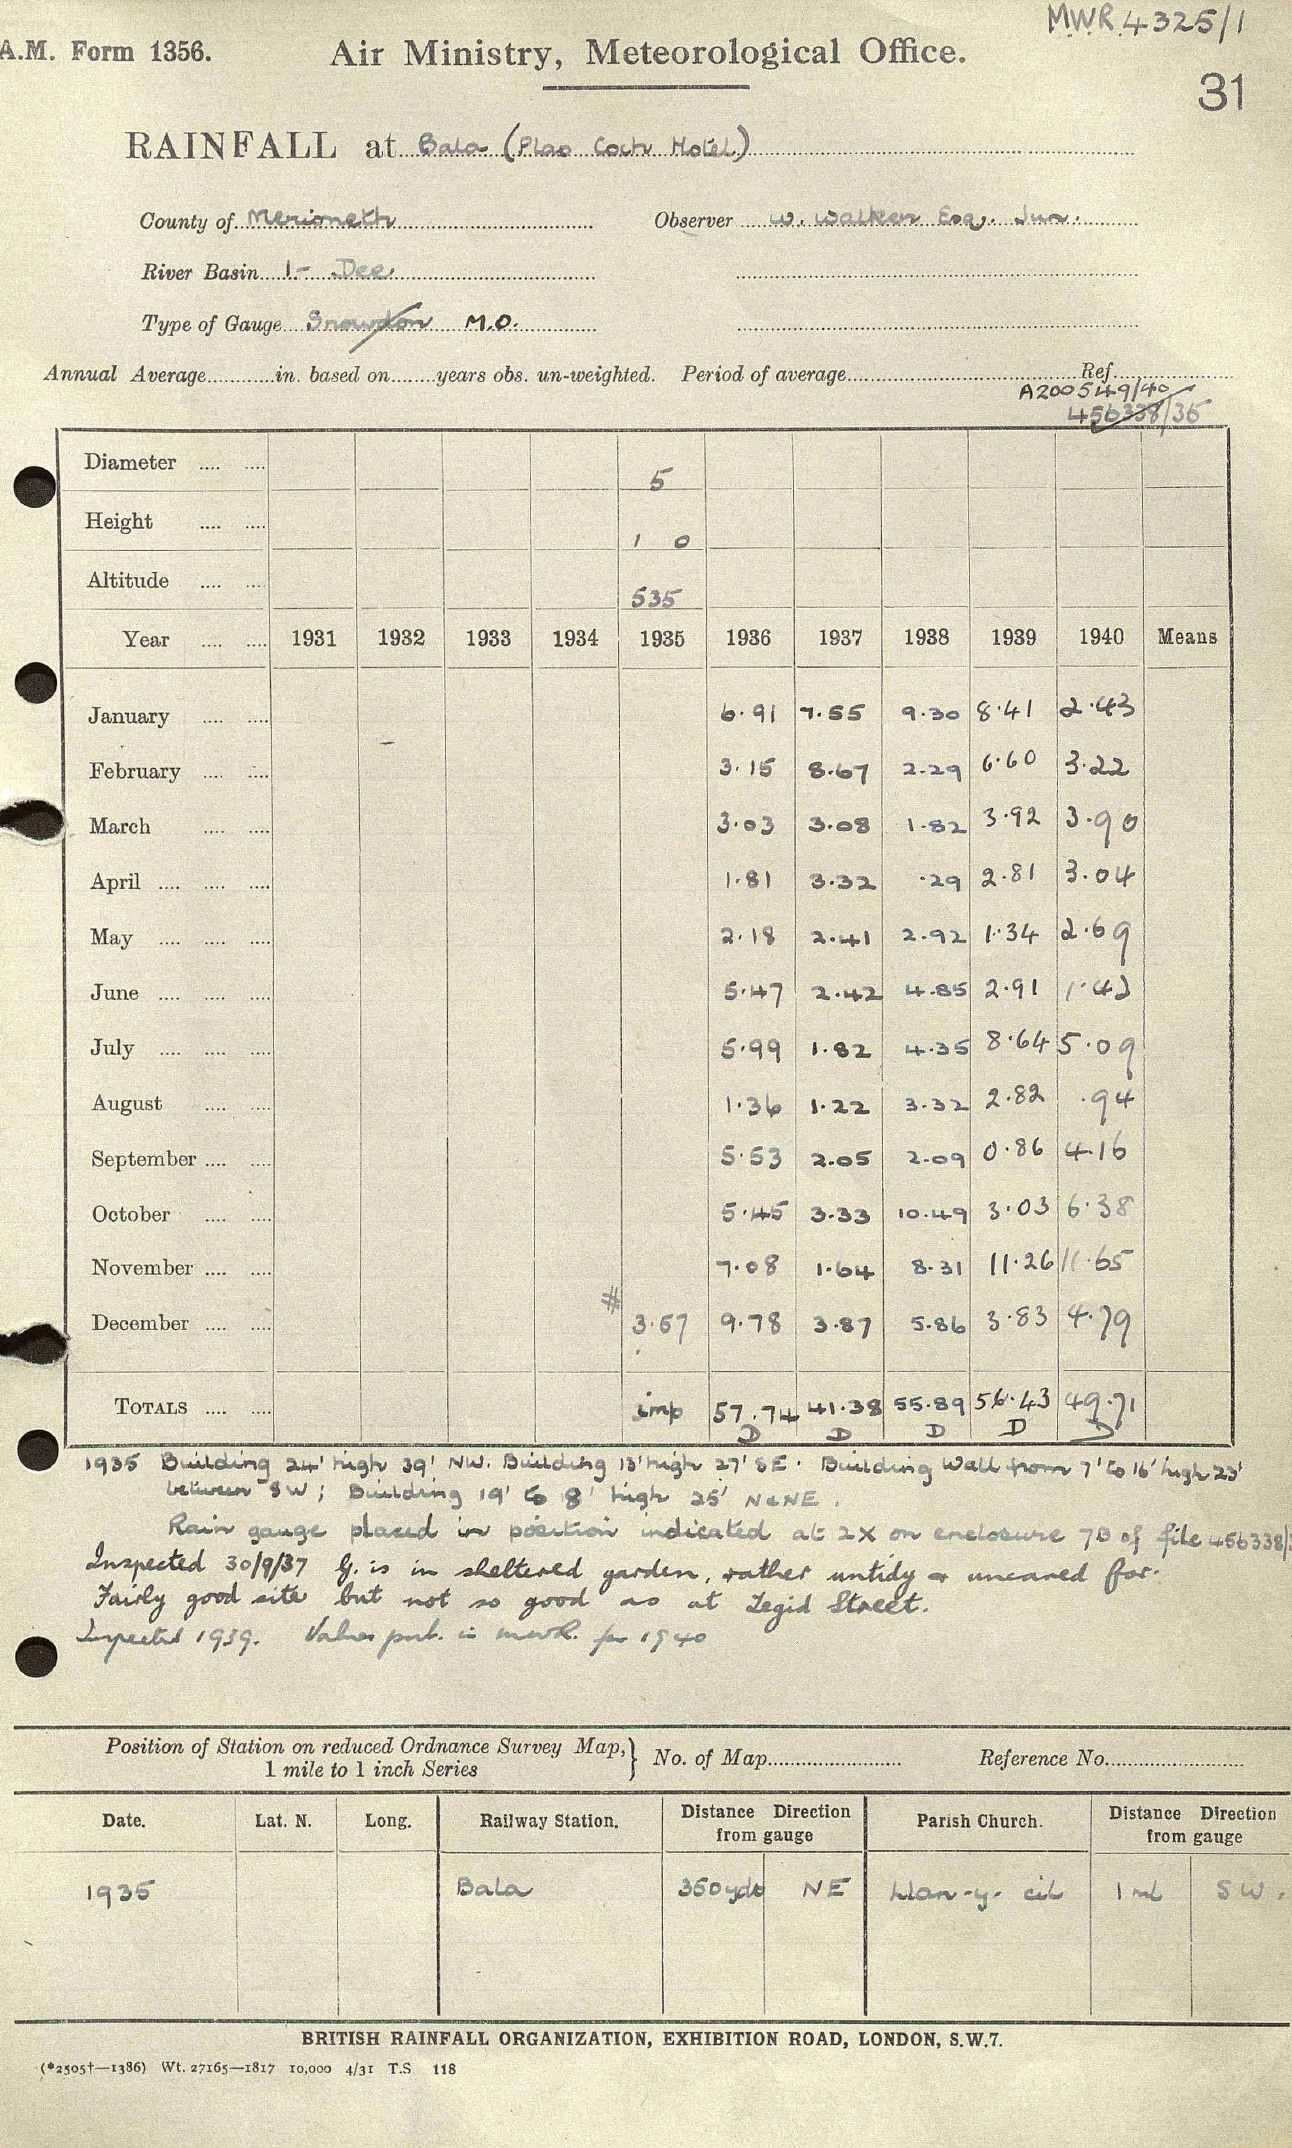 MWR 4325/1
A.M. Form 1356. Air Ministry, Meteorological Office.
31
RAINFALL at Bala (Plas Coch Hotel)
County of Merioneth Observer W. Walker Esq. Jun.
River Basin 1- Dee
Type of Gauge Snowdon M.O.
Annual Average in. based on years obs. un-weighted. Period of average Ref.
A200549/40
456338/35
Diameter 5
Height 1 0
Altitude 535
Year 1931 1932 1933 1934 1935 1936 1937 1938 1939 1940 Means
January 6.91 7.55 9.30 8.41 2.43
February 3.15 8.67 2.29 6.60 3.22
March 3.03 3.08 1.82 3.92 3.90
April 1.81 3.32 .29 2.81 3.04
May 2.18 2.41 2.92 1.34 2.69
June 5.47 2.42 4.85 2.91 1.42
July 5.99 1.82 4.35 8.64 5.09
August 1.36 1.22 3.32 2.82 .94
September 5.53 2.05 2.09 0.86 4.16
October 5.45 3.33 10.49 3.03 6.38
November 7.08 1.64 8.31 11.26 11.65
#
December 3.57 9.78 3.87 5.86 3.83 4.79
TOTALS imp 57.74 41.38 55.89 56.43 49.71
D D D D D
1935 Building 24' high 39' NW. Building 13' high 27' SE. Building Wall from 7' to 16' high 23'
between SW; Building 19' to 8' high 25' N & NE.
Rain gauge placed in position indicated at 2X on enclosure 7B of file 456338/
Inspected 30/9/37 G. is in sheltered garden, rather untidy & uncared for.
Fairly good site but not so good as at Tegid Street.
Inspected 1939. Values pub. in for 1940
Position of Station on reduced Ordnance Survey Map, } No. of Map Reference No.
1 mile to 1 inch Series
Date. Lat. N. Long. Railway Station. Distance Direction from gauge Parish Church. Distance Direction from gauge
1935 Bala 350yds NE Llan-y-cil 1 ml SW.
BRITISH RAINFALL ORGANIZATION, EXHIBITION ROAD, LONDON, S.W.7.
(*2505†—1386) Wt. 27165—1817 10,000 4/31 T.S. 118